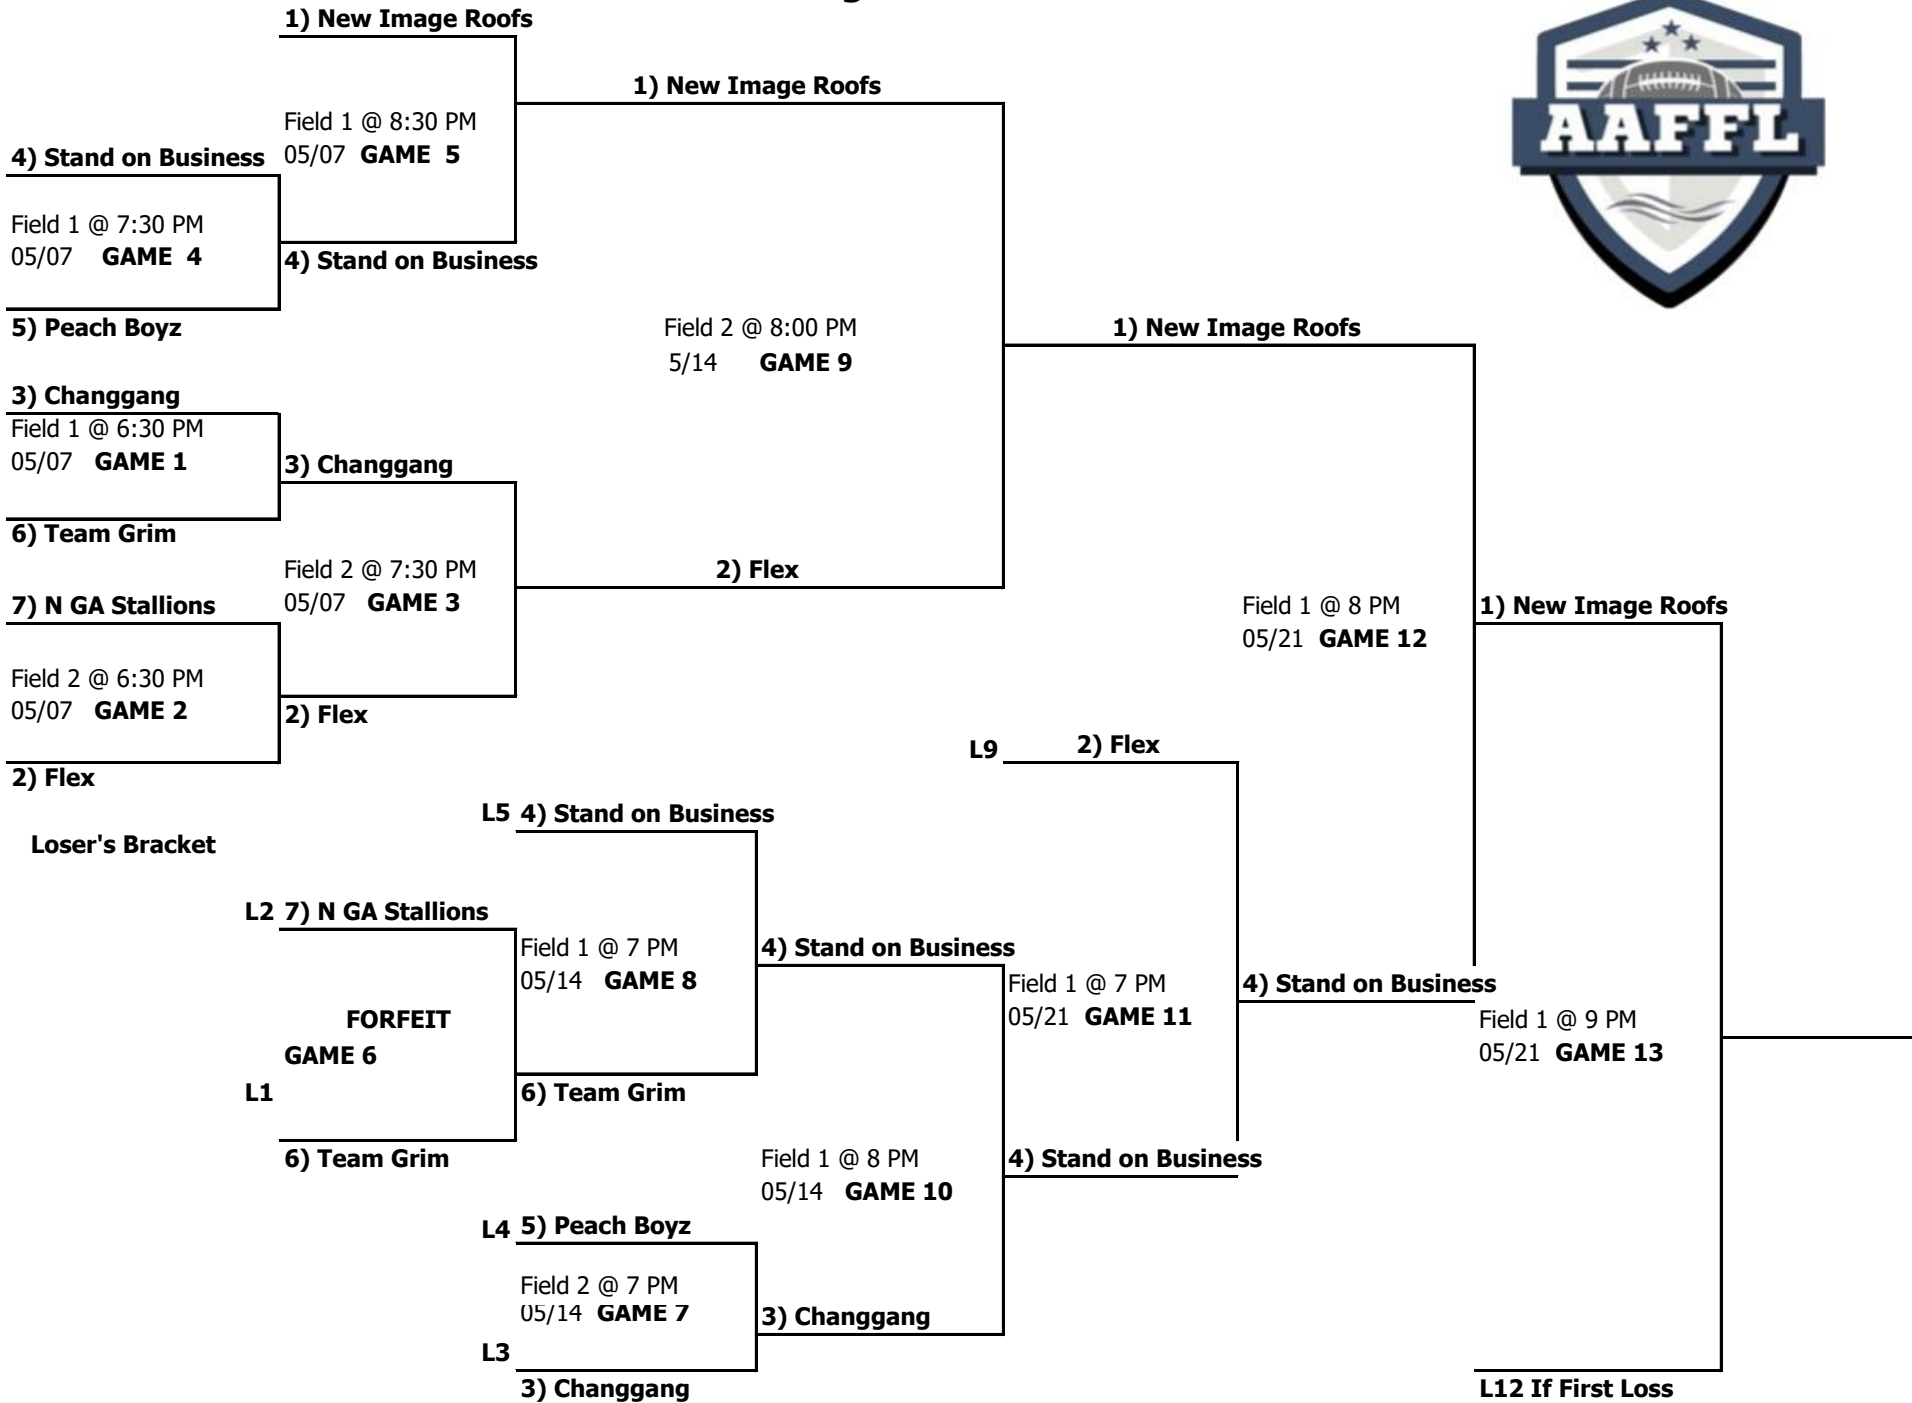 1) New Image Roofs
1) New Image Roofs
AAFFL
Field 1 @ 8:30 PM
05/07 GAME 5
4) Stand on Business
Field 1 @ 7:30 PM
05/07 GAME 4
4) Stand on Business
5) Peach Boyz
Field 2 @ 8:00 PM
5/14 GAME 9
1) New Image Roofs
3) Changgang
Field 1 @ 6:30 PM
05/07 GAME 1
3) Changgang
6) Team Grim
Field 2 @ 7:30 PM
05/07 GAME 3
2) Flex
7) N GA Stallions
Field 1 @ 8 PM
05/21 GAME 12
1) New Image Roofs
Field 2 @ 6:30 PM
05/07 GAME 2
2) Flex
2) Flex
L9 2) Flex
L5 4) Stand on Business
Loser's Bracket
L2 7) N GA Stallions
Field 1 @ 7 PM
05/14 GAME 8
4) Stand on Business
Field 1 @ 7 PM
05/21 GAME 11
4) Stand on Business
FORFEIT
GAME 6
Field 1 @ 9 PM
05/21 GAME 13
L1
6) Team Grim
6) Team Grim
Field 1 @ 8 PM
05/14 GAME 10
4) Stand on Business
L4 5) Peach Boyz
Field 2 @ 7 PM
05/14 GAME 7
3) Changgang
L3
3) Changgang
L12 If First Loss